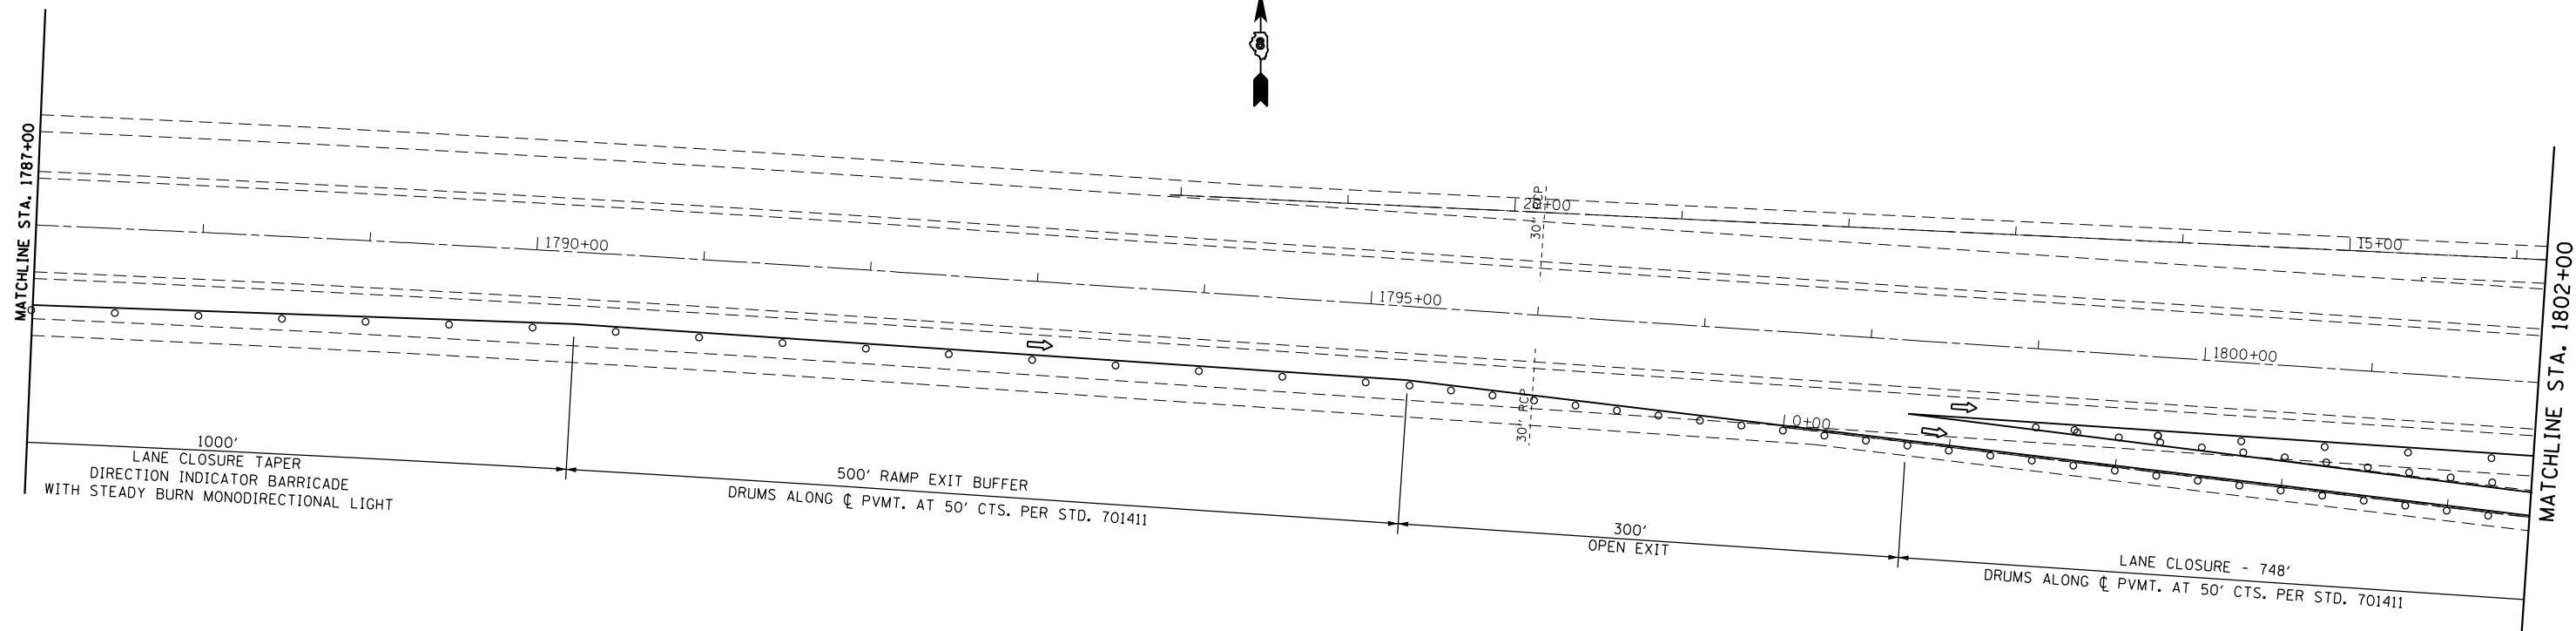 8
MATCHLINE STA. 1787+00
1790+00
1795+00
1800+00
30' RCP
20+00
15+00
30' RCP
0+00
MATCHLINE STA. 1802+00
1000'
LANE CLOSURE TAPER
DIRECTION INDICATOR BARRICADE
WITH STEADY BURN MONODIRECTIONAL LIGHT
500' RAMP EXIT BUFFER
DRUMS ALONG ℄ PVMT. AT 50' CTS. PER STD. 701411
300'
OPEN EXIT
LANE CLOSURE - 748'
DRUMS ALONG ℄ PVMT. AT 50' CTS. PER STD. 701411